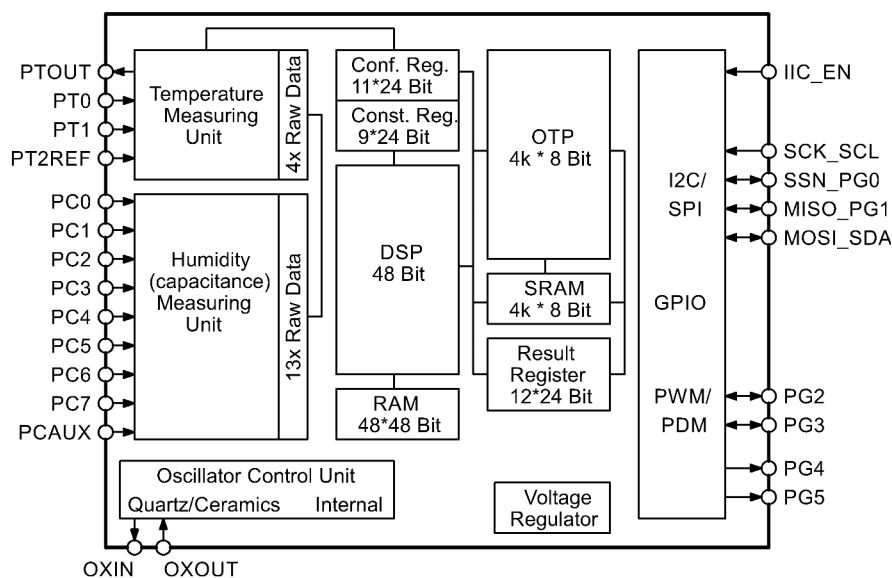 PTOUT
PT0
PT1
PT2REF
PC0
PC1
PC2
PC3
PC4
PC5
PC6
PC7
PCAUX
Temperature
Measuring
Unit
4x Raw Data
Humidity
(capacitance)
Measuring
Unit
13x Raw Data
Conf. Reg.
11*24 Bit
Const. Reg.
9*24 Bit
DSP
48 Bit
RAM
48*48 Bit
OTP
4k * 8 Bit
SRAM
4k * 8 Bit
Result
Register
12*24 Bit
I2C/
SPI
GPIO
PWM/
PDM
IIC_EN
SCK_SCL
SSN_PG0
MISO_PG1
MOSI_SDA
PG2
PG3
PG4
PG5
Oscillator Control Unit
Quartz/Ceramics Internal
Voltage
Regulator
OXIN OXOUT